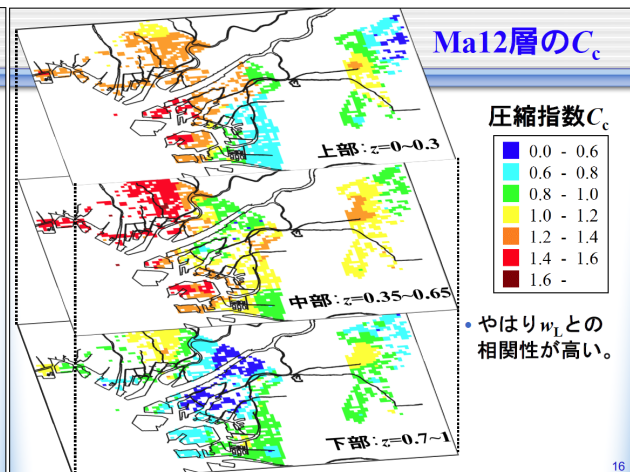 Ma12層のCc
圧縮指数Cc
0.0 - 0.6
0.6 - 0.8
0.8 - 1.0
1.0 - 1.2
1.2 - 1.4
1.4 - 1.6
1.6 -
上部：z=0~0.3
中部：z=0.35~0.65
下部：z=0.7~1
• やはりwLとの
相関性が高い。
16